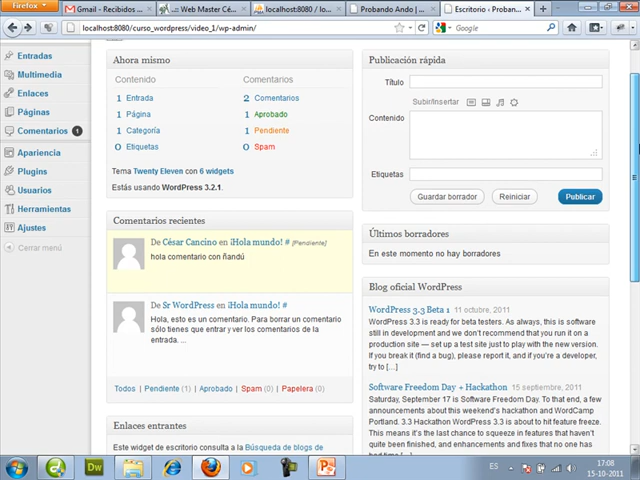 Firefox
Gmail - Recibidos ...
..:: Web Master Cé...
localhost:8080 / lo...
Probando Ando | ...
Escritorio ‹ Proban...
localhost:8080/curso_wordpress/video_1/wp-admin/
Google
Entradas
Multimedia
Enlaces
Páginas
Comentarios 1
Apariencia
Plugins
Usuarios
Herramientas
Ajustes
Cerrar menú
Ahora mismo
Contenido Comentarios
1 Entrada 2 Comentarios
1 Página 1 Aprobado
1 Categoría 1 Pendiente
0 Etiquetas 0 Spam
Tema Twenty Eleven con 6 widgets
Estás usando WordPress 3.2.1.
Comentarios recientes
De César Cancino en ¡Hola mundo! # [Pendiente]
hola comentario con ñandú
De Sr WordPress en ¡Hola mundo! #
Hola, esto es un comentario. Para borrar un comentario
sólo tienes que entrar y ver los comentarios de la
entrada. ...
Todos | Pendiente (1) | Aprobado | Spam (0) | Papelera (0)
Enlaces entrantes
Este widget de escritorio consulta a la Búsqueda de blogs de
Publicación rápida
Título
Subir/Insertar
Contenido
Etiquetas
Guardar borrador
Reiniciar
Publicar
Últimos borradores
En este momento no hay borradores
Blog oficial WordPress
WordPress 3.3 Beta 1 11 octubre, 2011
WordPress 3.3 is ready for beta testers. As always, this is software
still in development and we don't recommend that you run it on a
production site — set up a test site just to play with the new version.
If you break it (find a bug), please report it, and if you're a developer,
try to [...]
Software Freedom Day + Hackathon 15 septiembre, 2011
Saturday, September 17 is Software Freedom Day. To that end, a few
announcements about this weekend's hackathon and WordCamp
Portland. 3.3 Hackathon WordPress 3.3 is about to hit feature freeze.
This means it's the last chance to squeeze in features that haven't
quite been finished, and enhancements and fixes that no one has
Dw
ES
17:08
15-10-2011